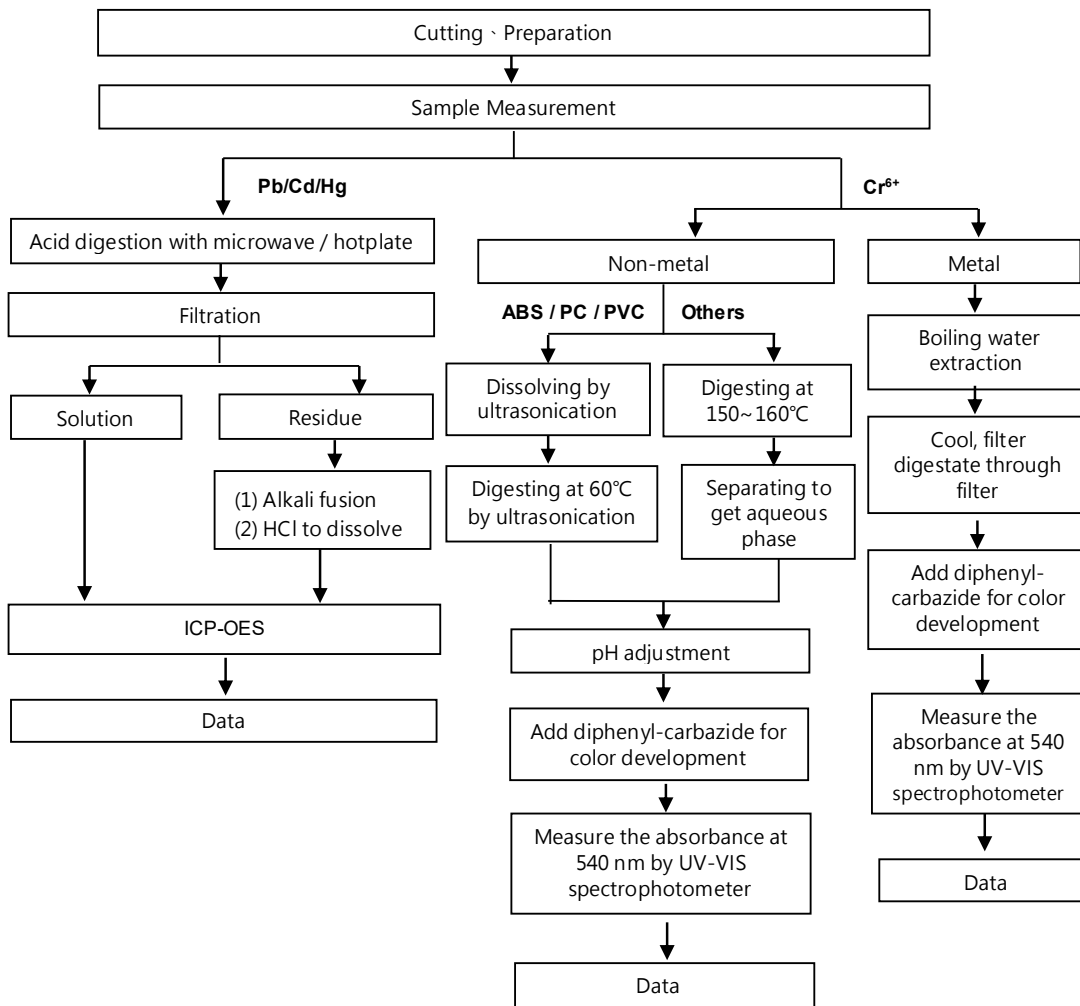 Cutting、Preparation
Sample Measurement
Pb/Cd/Hg
Acid digestion with microwave / hotplate
Filtration
Solution
Residue
(1) Alkali fusion
(2) HCl to dissolve
ICP-OES
Data
Cr⁶⁺
Non-metal
ABS / PC / PVC
Others
Dissolving by
ultrasonication
Digesting at 60℃
by ultrasonication
Digesting at
150~160℃
Separating to
get aqueous
phase
pH adjustment
Add diphenyl-carbazide for
color development
Measure the absorbance at
540 nm by UV-VIS
spectrophotometer
Data
Metal
Boiling water
extraction
Cool, filter
digestate through
filter
Add diphenyl-
carbazide for color
development
Measure the
absorbance at 540
nm by UV-VIS
spectrophotometer
Data